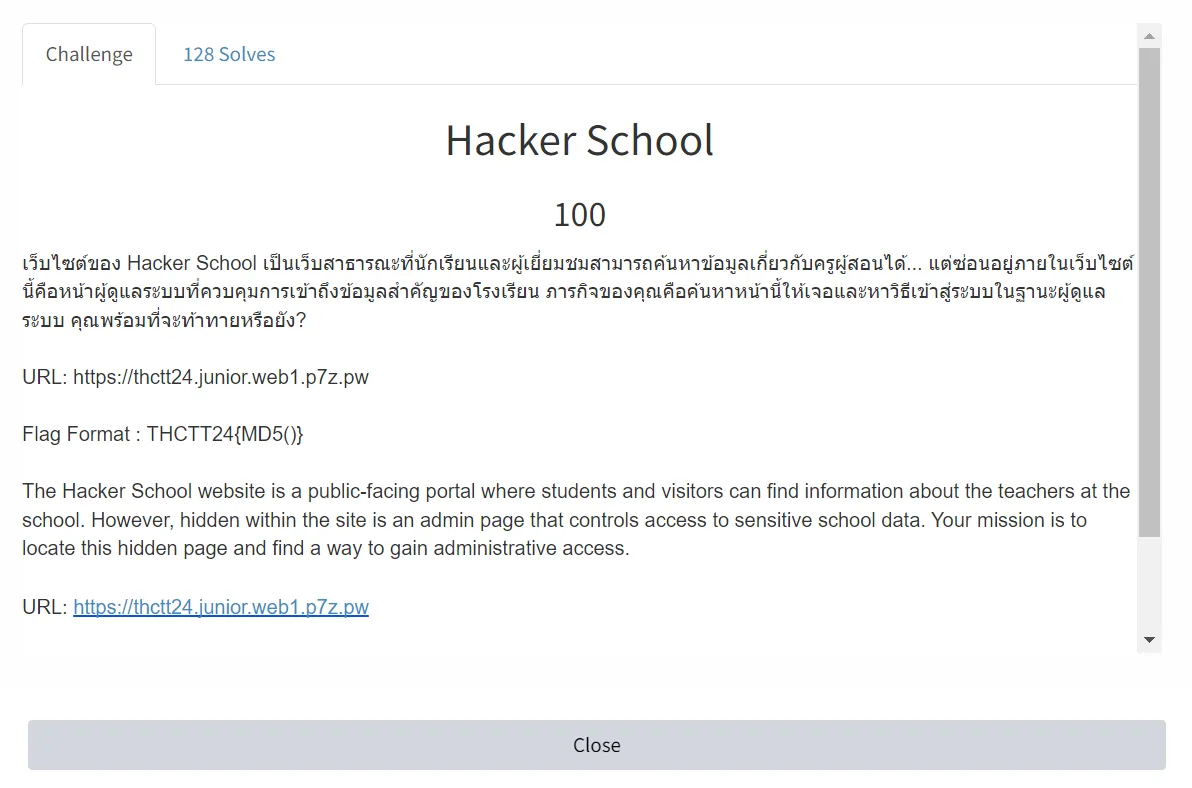 Challenge
128 Solves
Hacker School
100
เว็บไซต์ของ Hacker School เป็นเว็บสาธารณะที่นักเรียนและผู้เยี่ยมชมสามารถค้นหาข้อมูลเกี่ยวกับครูผู้สอนได้... แต่ซ่อนอยู่ภายในเว็บไซต์
นี้คือหน้าผู้ดูแลระบบที่ควบคุมการเข้าถึงข้อมูลสำคัญของโรงเรียน ภารกิจของคุณคือค้นหาหน้านี้ให้เจอและหาวิธีเข้าสู่ระบบในฐานะผู้ดูแล
ระบบ คุณพร้อมที่จะท้าทายหรือยัง?
URL: https://thctt24.junior.web1.p7z.pw
Flag Format : THCTT24{MD5()}
The Hacker School website is a public-facing portal where students and visitors can find information about the teachers at the
school. However, hidden within the site is an admin page that controls access to sensitive school data. Your mission is to
locate this hidden page and find a way to gain administrative access.
URL: https://thctt24.junior.web1.p7z.pw
Close